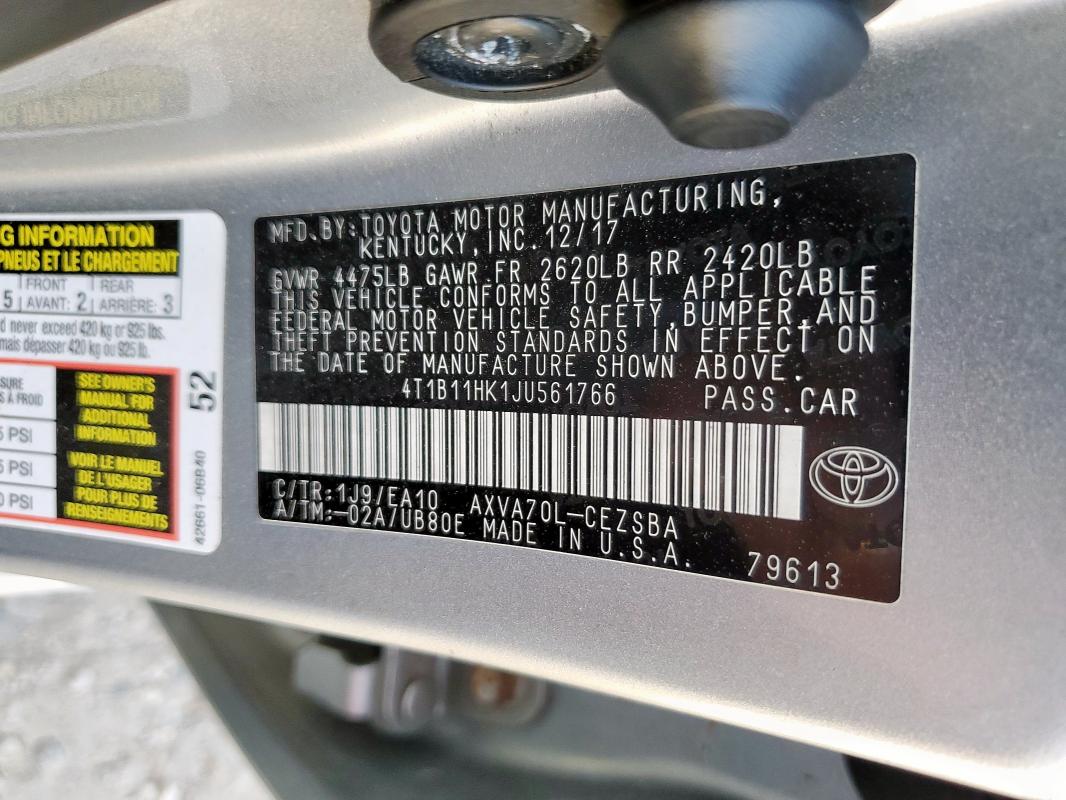 G INFORMATION
PNEUS ET LE CHARGEMENT
5 FRONT AVANT: 2 REAR ARRIÈRE: 3
never exceed 420 kg or 925 lbs.
mais dépasser 420 kg ou 925 lb.
SURE
À FROID
PSI
5 PSI
0 PSI
SEE OWNER'S
MANUAL FOR
ADDITIONAL
INFORMATION
VOIR LE MANUEL
DE L'USAGER
POUR PLUS DE
RENSEIGNEMENTS
52
42661-06B40
MFD.BY:TOYOTA MOTOR MANUFACTURING,
KENTUCKY, INC. 12/17
GVWR 4475LB GAWR FR 2620LB RR 2420LB
THIS VEHICLE CONFORMS TO ALL APPLICABLE
FEDERAL MOTOR VEHICLE SAFETY,BUMPER,AND
THEFT PREVENTION STANDARDS IN EFFECT ON
THE DATE OF MANUFACTURE SHOWN ABOVE.
4T1B11HK1JU561766 PASS.CAR
C/TR:1J9/EA10 AXVA70L-CEZSBA
A/TM:-02A/UB80E MADE IN U.S.A.
79613